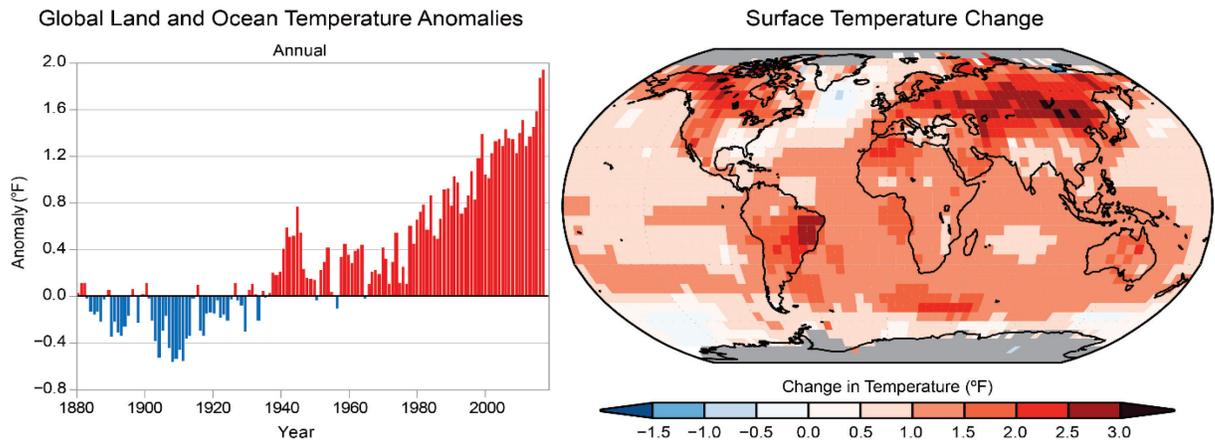 Global Land and Ocean Temperature Anomalies
Annual
2.0
1.6
1.2
0.8
0.4
0.0
−0.4
−0.8
Anomaly (ºF)
1880 1900 1920 1940 1960 1980 2000
Year
Surface Temperature Change
Change in Temperature (ºF)
−1.5 −1.0 −0.5 0.0 0.5 1.0 1.5 2.0 2.5 3.0